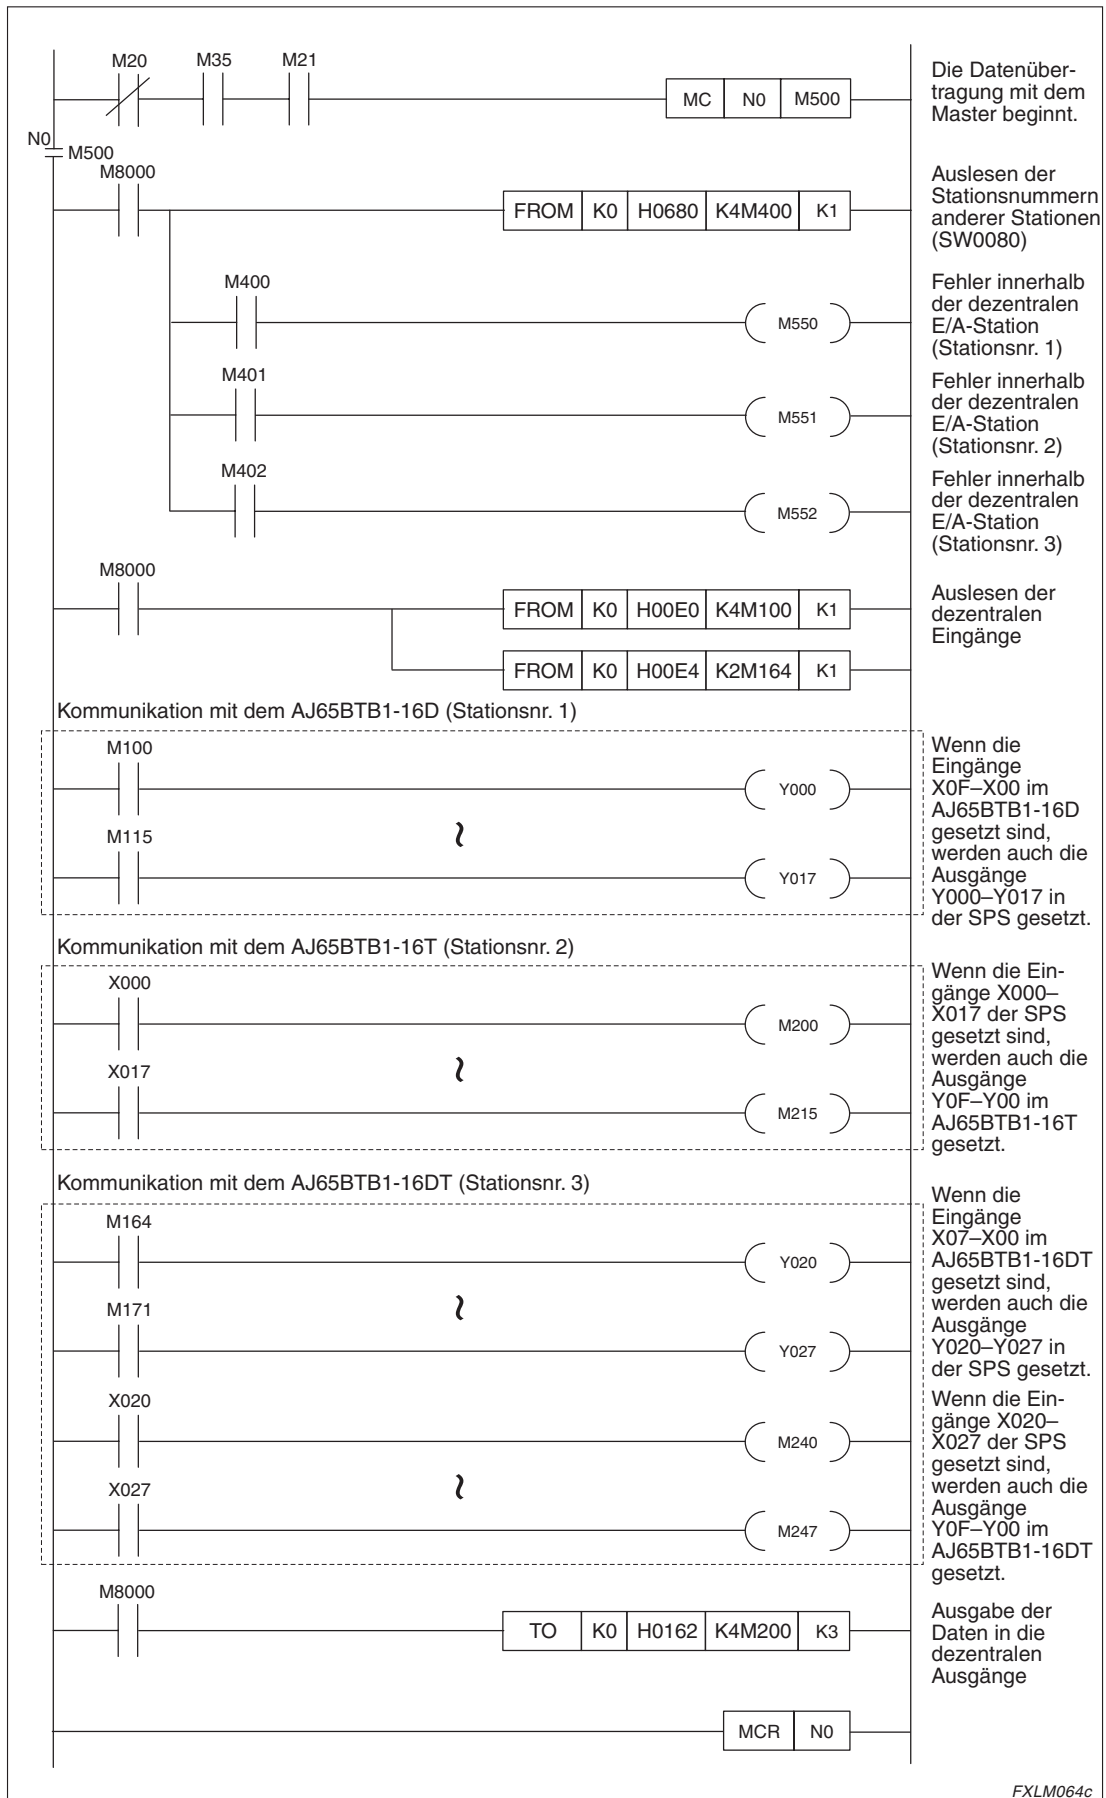 M20 M35 M21
MC N0 M500
Die Datenüber-
tragung mit dem
Master beginnt.
N0
M500
M8000
FROM K0 H0680 K4M400 K1
Auslesen der
Stationsnummern
anderer Stationen
(SW0080)
M400
M550
Fehler innerhalb
der dezentralen
E/A-Station
(Stationsnr. 1)
M401
M551
Fehler innerhalb
der dezentralen
E/A-Station
(Stationsnr. 2)
M402
M552
Fehler innerhalb
der dezentralen
E/A-Station
(Stationsnr. 3)
M8000
FROM K0 H00E0 K4M100 K1
Auslesen der
dezentralen
Eingänge
FROM K0 H00E4 K2M164 K1
Kommunikation mit dem AJ65BTB1-16D (Stationsnr. 1)
M100
Y000
M115
Y017
Wenn die
Eingänge
X0F–X00 im
AJ65BTB1-16D
gesetzt sind,
werden auch die
Ausgänge
Y000–Y017 in
der SPS gesetzt.
Kommunikation mit dem AJ65BTB1-16T (Stationsnr. 2)
X000
M200
X017
M215
Wenn die Ein-
gänge X000–
X017 der SPS
gesetzt sind,
werden auch die
Ausgänge
Y0F–Y00 im
AJ65BTB1-16T
gesetzt.
Kommunikation mit dem AJ65BTB1-16DT (Stationsnr. 3)
M164
Y020
M171
Y027
Wenn die
Eingänge
X07–X00 im
AJ65BTB1-16DT
gesetzt sind,
werden auch die
Ausgänge
Y020–Y027 in
der SPS gesetzt.
X020
M240
X027
M247
Wenn die Ein-
gänge X020–
X027 der SPS
gesetzt sind,
werden auch die
Ausgänge
Y0F–Y00 im
AJ65BTB1-16DT
gesetzt.
M8000
TO K0 H0162 K4M200 K3
Ausgabe der
Daten in die
dezentralen
Ausgänge
MCR N0
FXLM064c